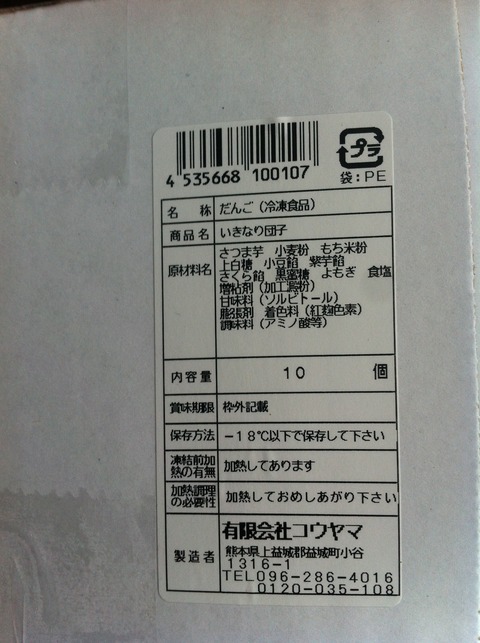 4 535668 100107
プラ
袋:PE
名称 だんご(冷凍食品)
商品名 いきなり団子
原材料名 さつま芋 小麦粉 もち米粉
上白糖 小豆餡 紫芋餡
さくら餡 黒蜜糖 よもぎ 食塩
増粘剤(加工澱粉)
甘味料(ソルビトール)
膨張剤 着色料(紅麹色素)
調味料(アミノ酸等)
内容量 10 個
賞味期限 枠外記載
保存方法 -18℃以下で保存して下さい
凍結前加
熱の有無 加熱してあります
加熱調理
の必要性 加熱しておめしあがり下さい
製造者 有限会社コウヤマ
熊本県上益城郡益城町小谷
1316-1
TEL096-286-4016
0120-035-108